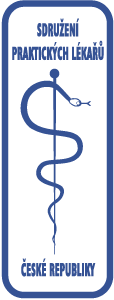 SDRUŽENÍ
PRAKTICKÝCH LÉKAŘŮ
ČESKÉ REPUBLIKY